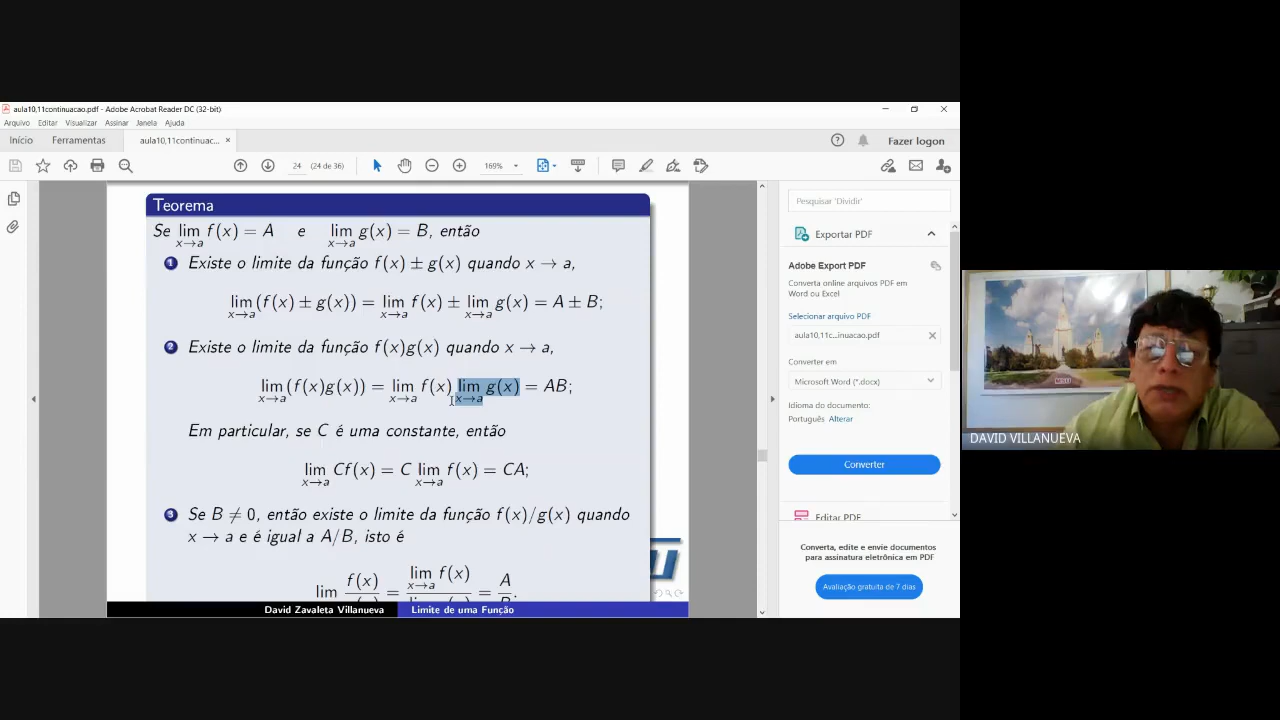 aula10,11continuacao.pdf - Adobe Acrobat Reader DC (32-bit)
Arquivo Editar Visualizar Assinar Janela Ajuda
Início Ferramentas aula10,11continuac... × Fazer logon
24 (24 de 36) 169%
Teorema
Se lim x→a f(x) = A e lim x→a g(x) = B, então
1 Existe o limite da função f(x) ± g(x) quando x → a,
lim x→a (f(x) ± g(x)) = lim x→a f(x) ± lim x→a g(x) = A ± B;
2 Existe o limite da função f(x)g(x) quando x → a,
lim x→a (f(x)g(x)) = lim x→a f(x) lim x→a g(x) = AB;
Em particular, se C é uma constante, então
lim x→a Cf(x) = C lim x→a f(x) = CA;
3 Se B ≠ 0, então existe o limite da função f(x)/g(x) quando
x → a e é igual a A/B, isto é
lim f(x) = lim x→a f(x) = A
David Zavaleta Villanueva Limite de uma Função
Pesquisar 'Dividir'
Exportar PDF
Adobe Export PDF
Converta online arquivos PDF em
Word ou Excel
Selecionar arquivo PDF
aula10,11c...inuacao.pdf
Converter em
Microsoft Word (*.docx)
Idioma do documento:
Português Alterar
Converter
Editar PDF
Converta, edite e envie documentos
para assinatura eletrônica em PDF
Avaliação gratuita de 7 dias
DAVID VILLANUEVA